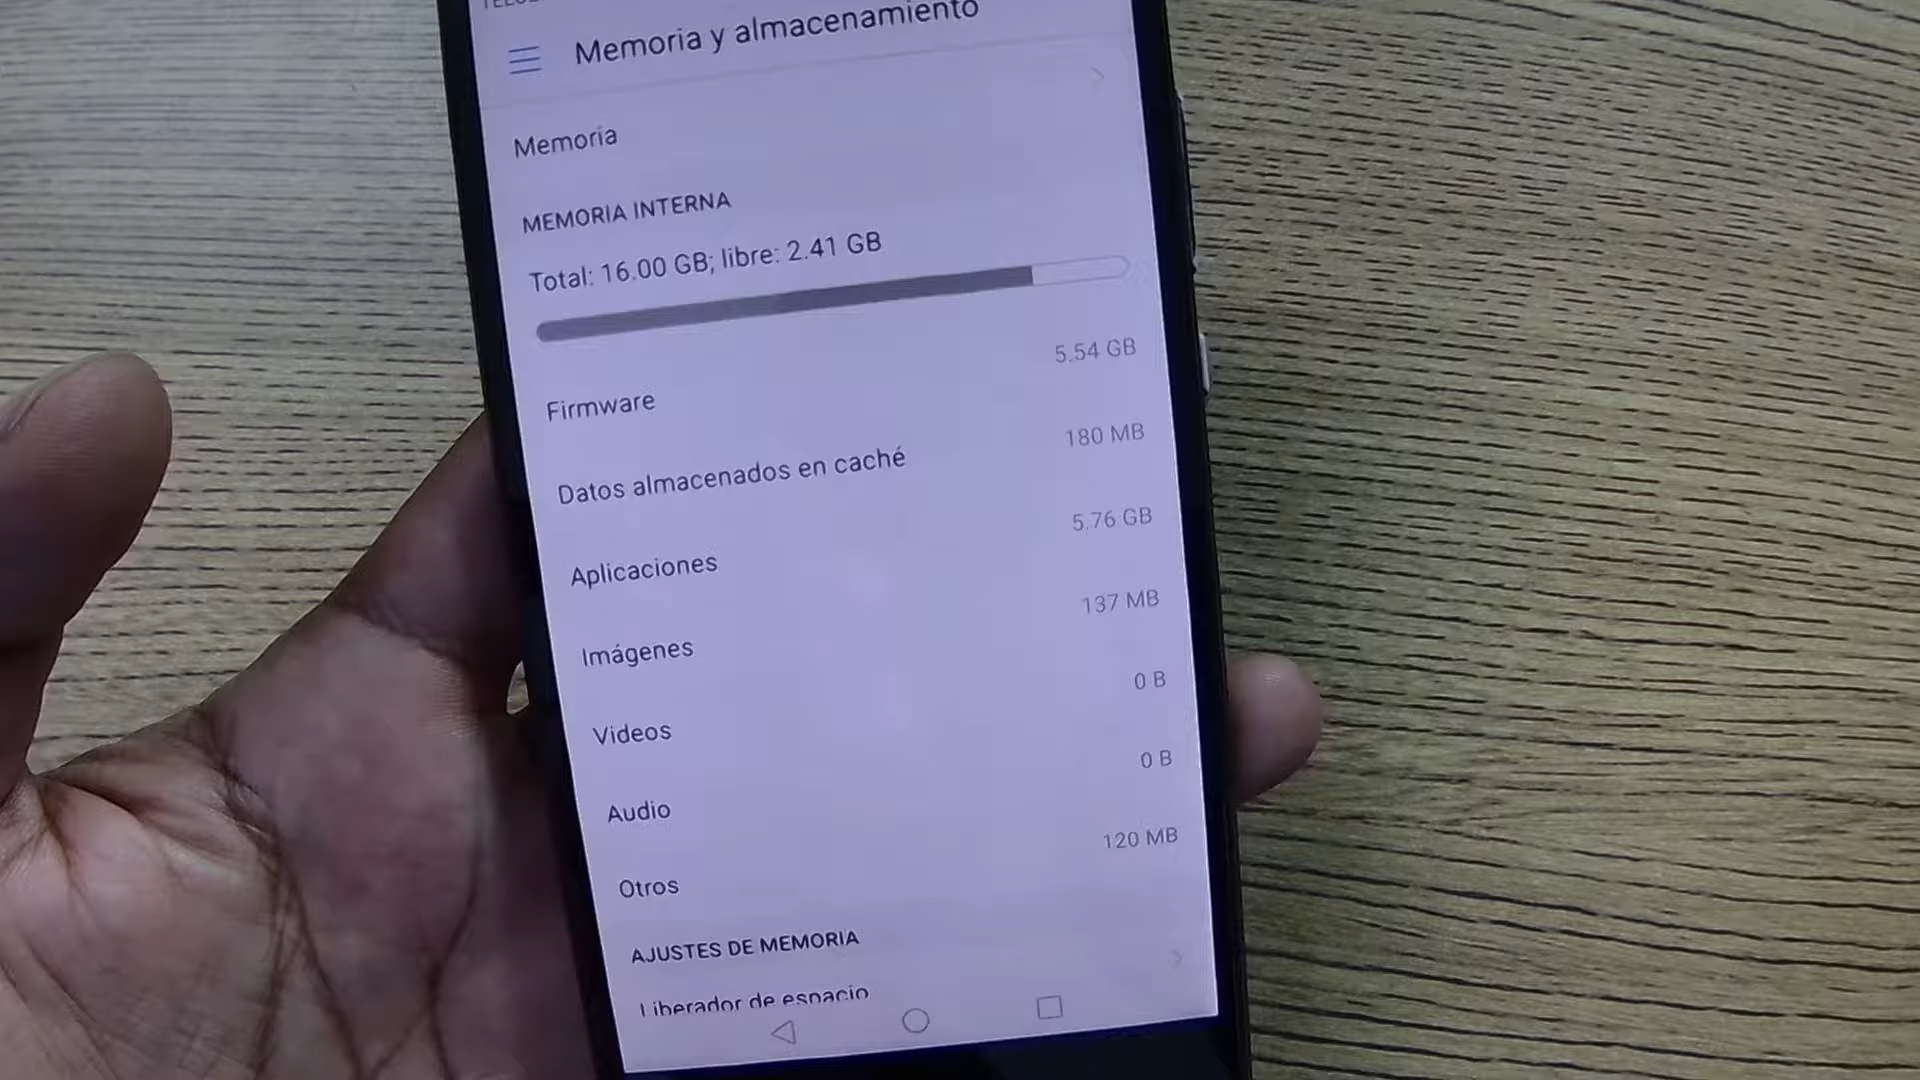 Memoria y almacenamiento
Memoria
MEMORIA INTERNA
Total: 16.00 GB; libre: 2.41 GB
5.54 GB
Firmware
180 MB
Datos almacenados en caché
5.76 GB
Aplicaciones
137 MB
Imágenes
0 B
Videos
0 B
Audio
120 MB
Otros
AJUSTES DE MEMORIA
Liberador de espacio